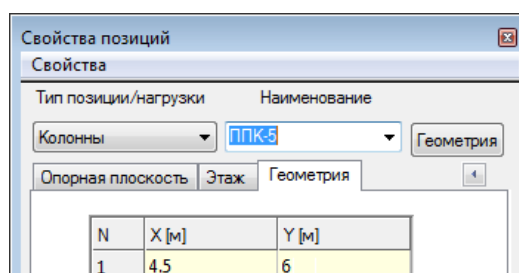 Свойства позиций
Свойства
Тип позиции/нагрузки Наименование
Колонны ППК-5 Геометрия
Опорная плоскость Этаж Геометрия
N X [м] Y [м]
1 4.5 6